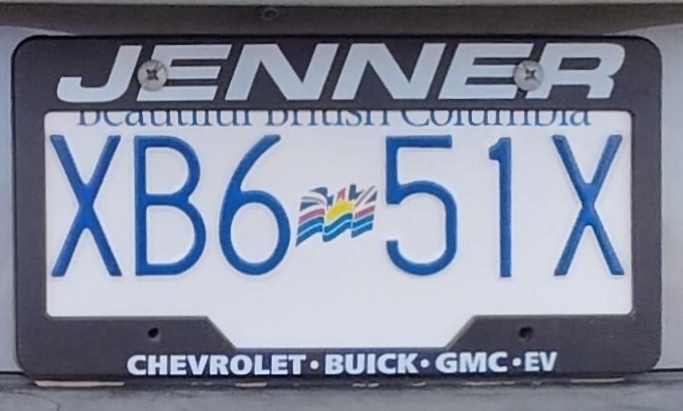 JENNER
Beautiful British Columbia
XB6 51X
CHEVROLET • BUICK • GMC • EV